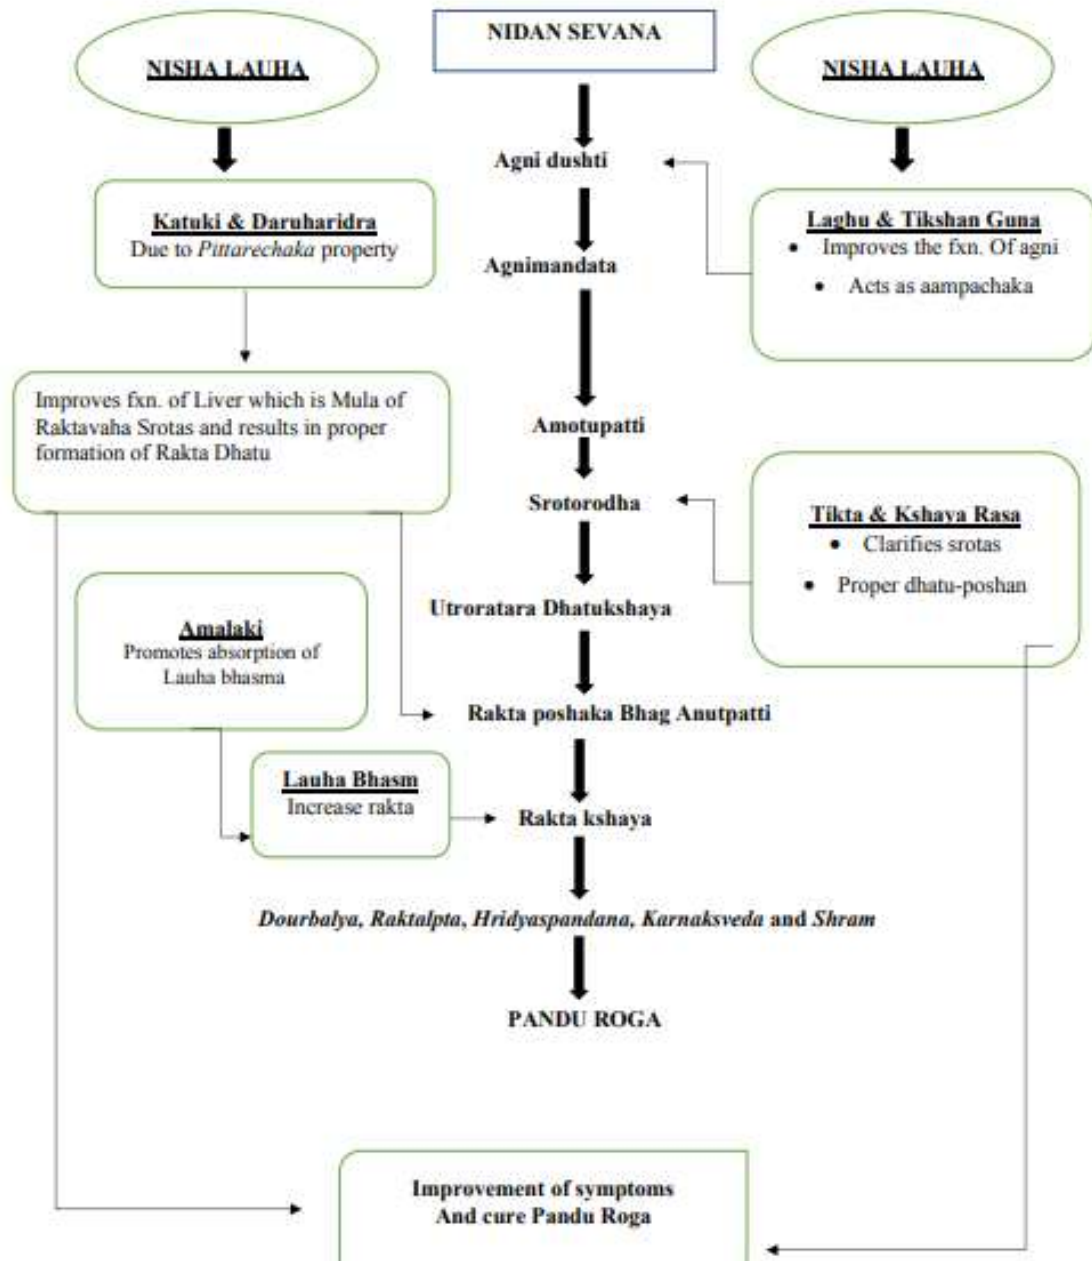 NISHA LAUHA
NIDAN SEVANA
NISHA LAUHA
Agni dushti
Katuki & Daruharidra
Due to Pittarechaka property
Laghu & Tikshan Guna
• Improves the fxn. Of agni
• Acts as aampachaka
Agnimandata
Improves fxn. of Liver which is Mula of
Raktavaha Srotas and results in proper
formation of Rakta Dhatu
Amotupatti
Srotorodha
Tikta & Kshaya Rasa
• Clarifies srotas
• Proper dhatu-poshan
Utroratara Dhatukshaya
Amalaki
Promotes absorption of
Lauha bhasma
Rakta poshaka Bhag Anutpatti
Lauha Bhasm
Increase rakta
Rakta kshaya
Dourbalya, Raktalpta, Hridyaspandana, Karnaksveda and Shram
PANDU ROGA
Improvement of symptoms
And cure Pandu Roga